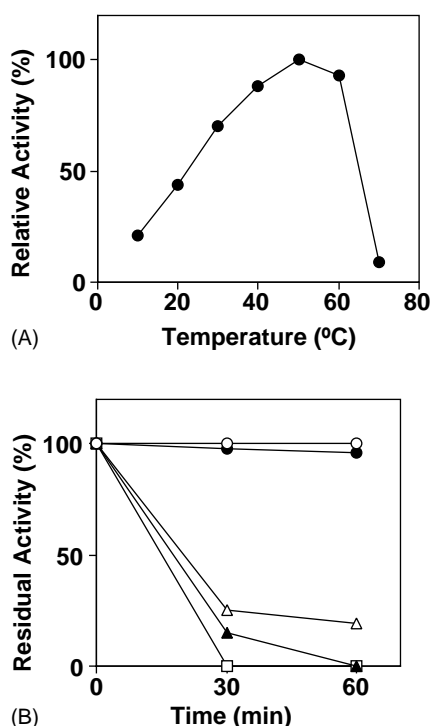 Relative Activity (%)
100
50
0
0 20 40 60 80
Temperature (ºC)
(A)
Residual Activity (%)
100
50
0
0 30 60
Time (min)
(B)